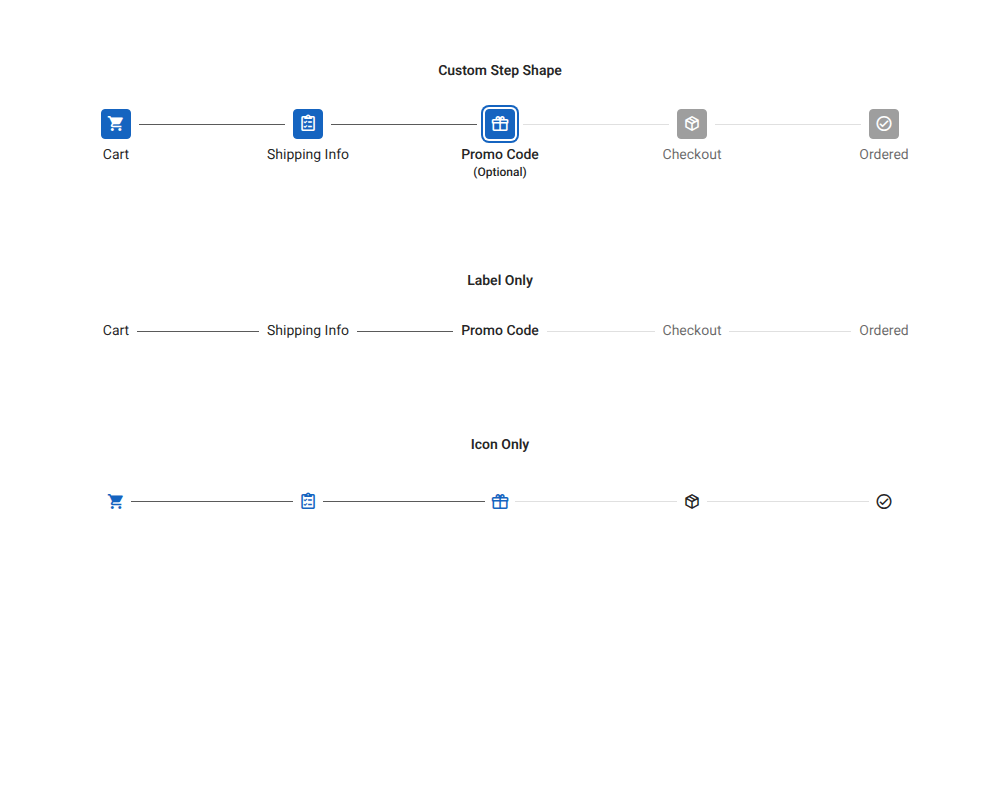 Custom Step Shape
Cart Shipping Info Promo Code Checkout Ordered
(Optional)
Label Only
Cart Shipping Info Promo Code Checkout Ordered
Icon Only